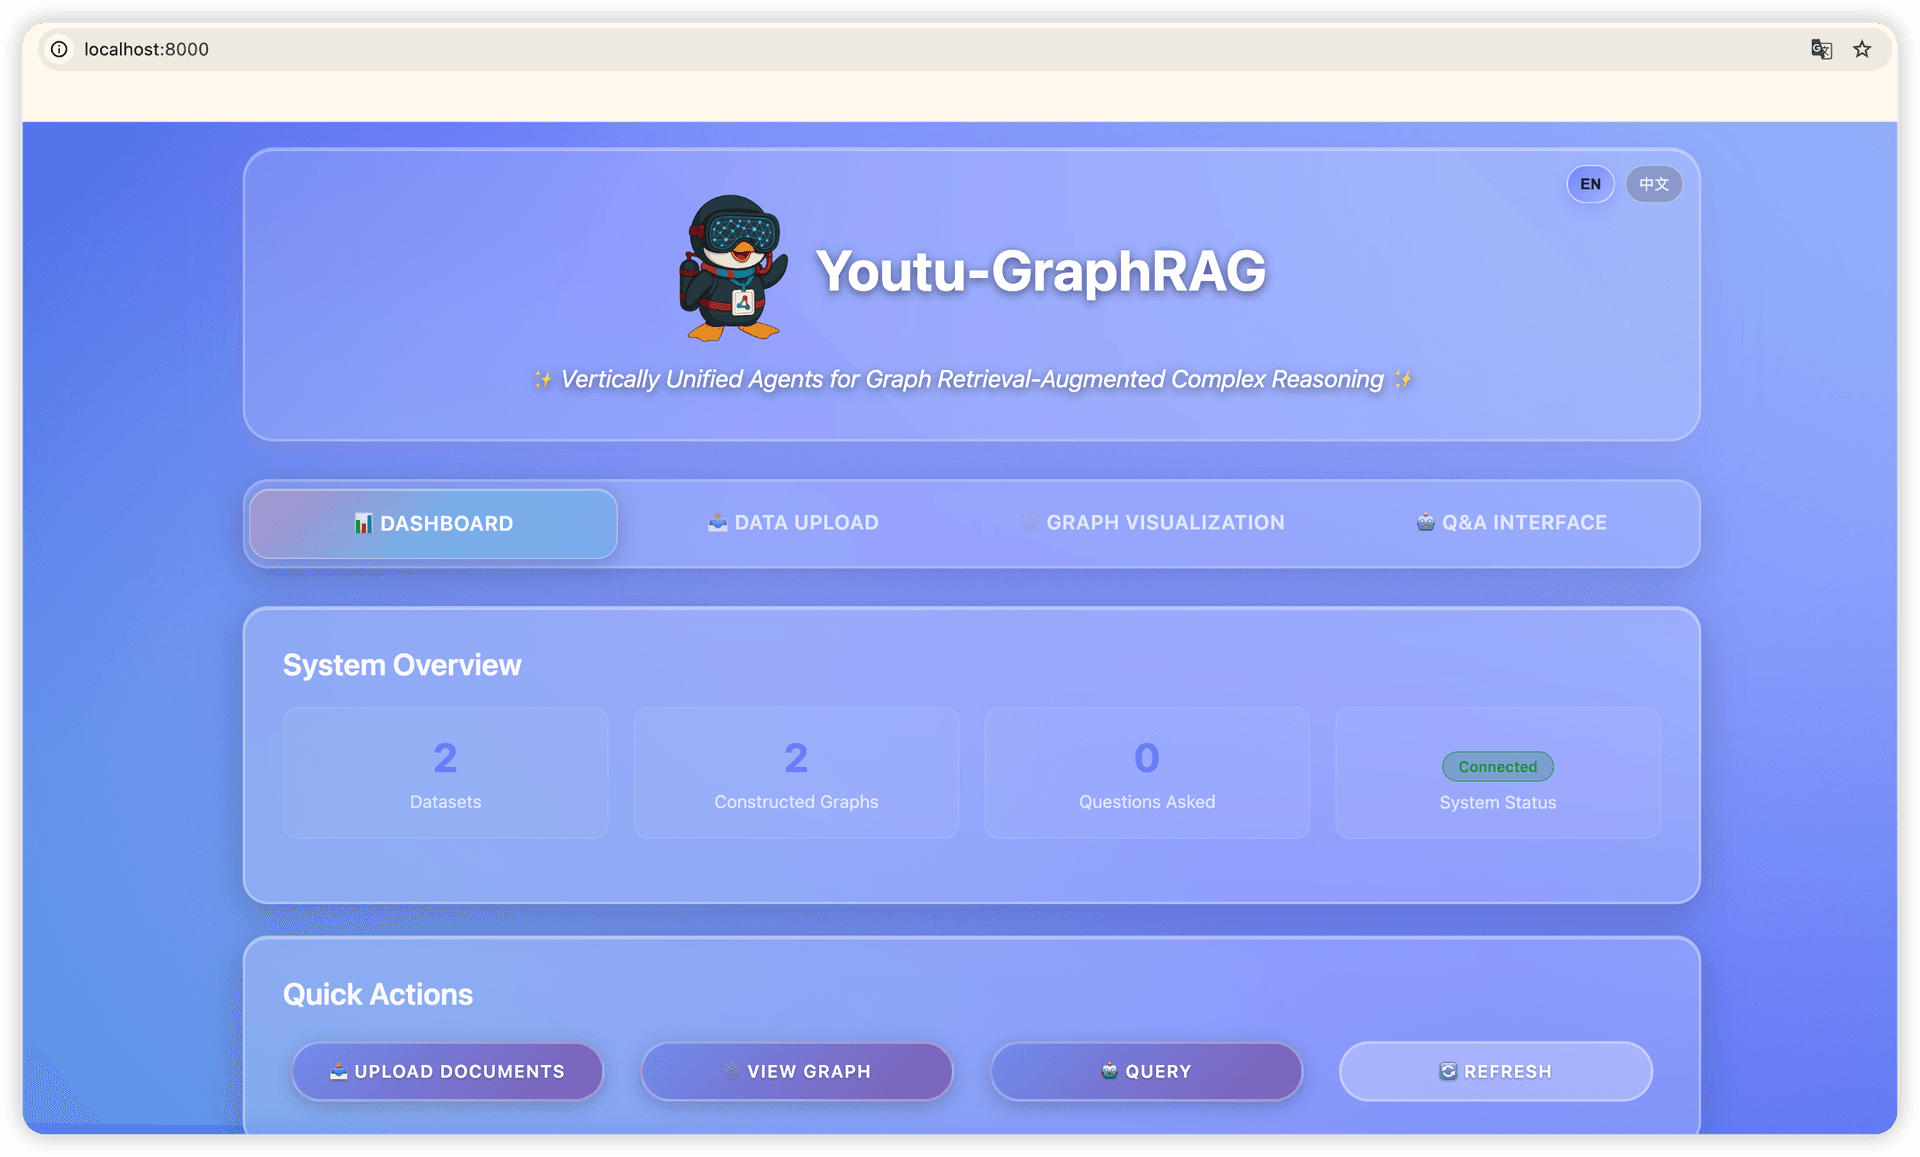 localhost:8000
EN 中文
Youtu-GraphRAG
✨ Vertically Unified Agents for Graph Retrieval-Augmented Complex Reasoning ✨
📊 DASHBOARD
📤 DATA UPLOAD
🕸️ GRAPH VISUALIZATION
🤖 Q&A INTERFACE
System Overview
2
Datasets
2
Constructed Graphs
0
Questions Asked
Connected
System Status
Quick Actions
📤 UPLOAD DOCUMENTS
🕸️ VIEW GRAPH
🤖 QUERY
🔄 REFRESH